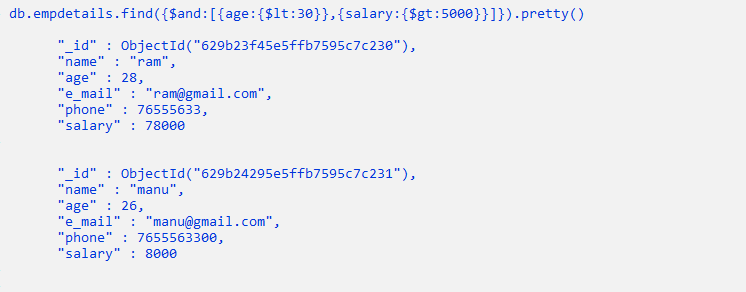 db.empdetails.find({$and:[{age:{$lt:30}},{salary:{$gt:5000}}]}).pretty()
"_id" : ObjectId("629b23f45e5ffb7595c7c230"),
"name" : "ram",
"age" : 28,
"e_mail" : "ram@gmail.com",
"phone" : 76555633,
"salary" : 78000
"_id" : ObjectId("629b24295e5ffb7595c7c231"),
"name" : "manu",
"age" : 26,
"e_mail" : "manu@gmail.com",
"phone" : 7655563300,
"salary" : 8000